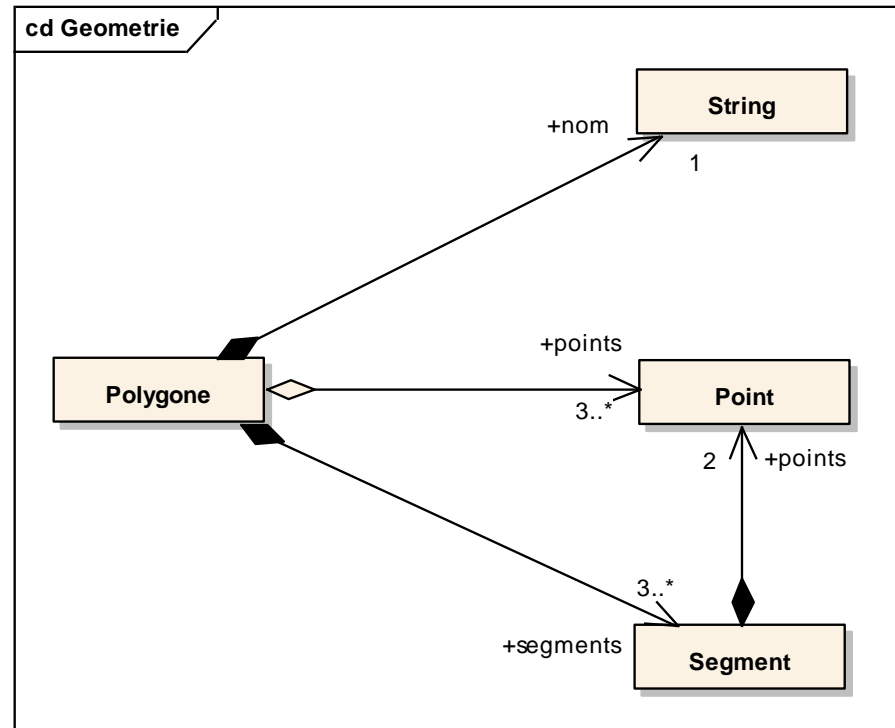 cd Geometrie
String
+nom
1
+points
Polygone
Point
3..*
2
+points
3..*
+segments
Segment